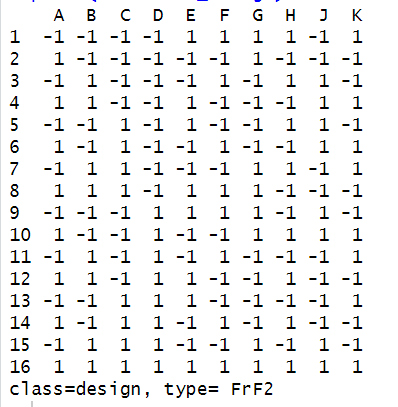 A B C D E F G H J K
1 -1 -1 -1 -1 1 1 1 1 -1 1
2 1 -1 -1 -1 -1 -1 1 -1 -1 -1
3 -1 1 -1 -1 -1 1 -1 1 1 -1
4 1 1 -1 -1 1 -1 -1 -1 1 1
5 -1 -1 1 -1 1 -1 -1 1 1 -1
6 1 -1 1 -1 -1 1 -1 -1 1 1
7 -1 1 1 -1 -1 -1 1 1 -1 1
8 1 1 1 -1 1 1 1 -1 -1 -1
9 -1 -1 -1 1 1 1 1 -1 1 -1
10 1 -1 -1 1 -1 -1 1 1 1 1
11 -1 1 -1 1 -1 1 -1 -1 -1 1
12 1 1 -1 1 1 -1 -1 1 -1 -1
13 -1 -1 1 1 1 -1 -1 -1 -1 1
14 1 -1 1 1 -1 1 -1 1 -1 -1
15 -1 1 1 1 -1 -1 1 -1 1 -1
16 1 1 1 1 1 1 1 1 1 1
class=design, type= FrF2